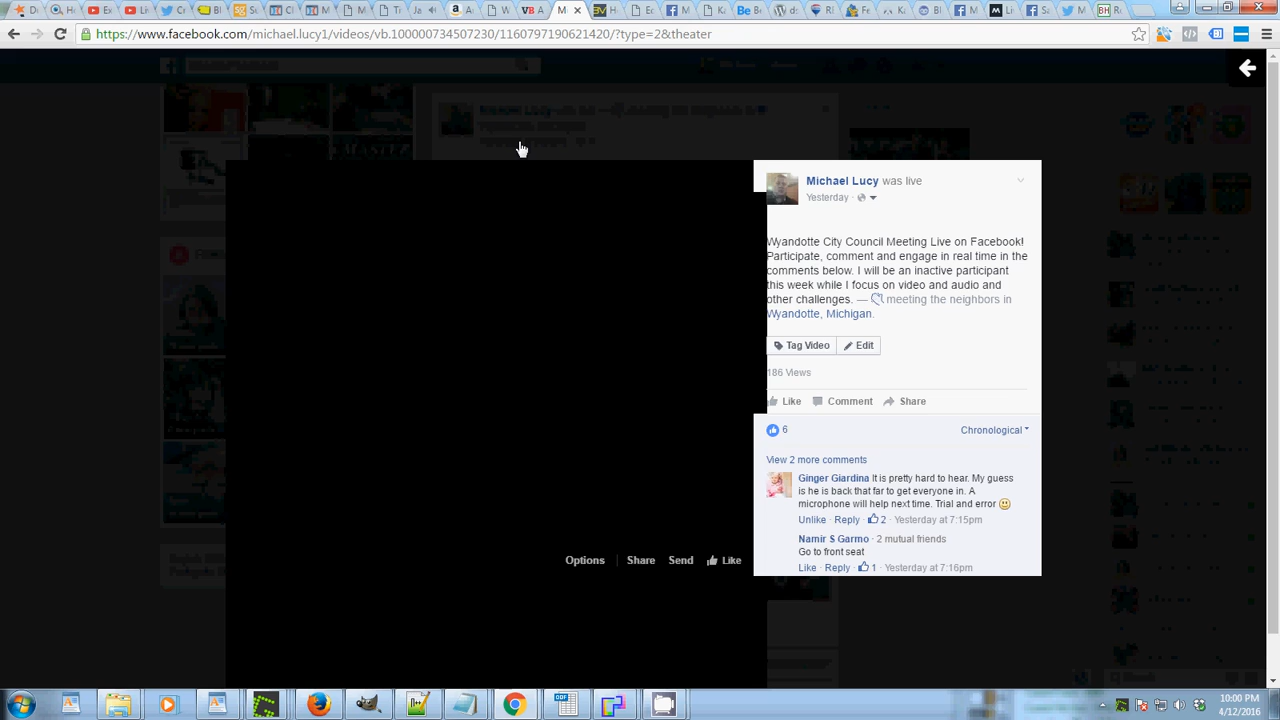 https://www.facebook.com/michael.lucy1/videos/vb.100000734507230/1160757190621420/?type=2&theater
Michael Lucy was live
Yesterday
Wyandotte City Council Meeting Live on Facebook!
Participate, comment and engage in real time in the
comments below. I will be an inactive participant
this week while I focus on video and audio and
other challenges. — meeting the neighbors in
Wyandotte, Michigan.
Tag Video Edit
186 Views
Like Comment Share
6 Chronological
View 2 more comments
Ginger Giardina It is pretty hard to hear. My guess
is he is back that far to get everyone in. A
microphone will help next time. Trial and error
Unlike · Reply · 2 · Yesterday at 7:15pm
Namir S Garmo · 2 mutual friends
Go to front seat
Like · Reply · 1 · Yesterday at 7:16pm
Options Share Send Like
10:00 PM
4/12/2016